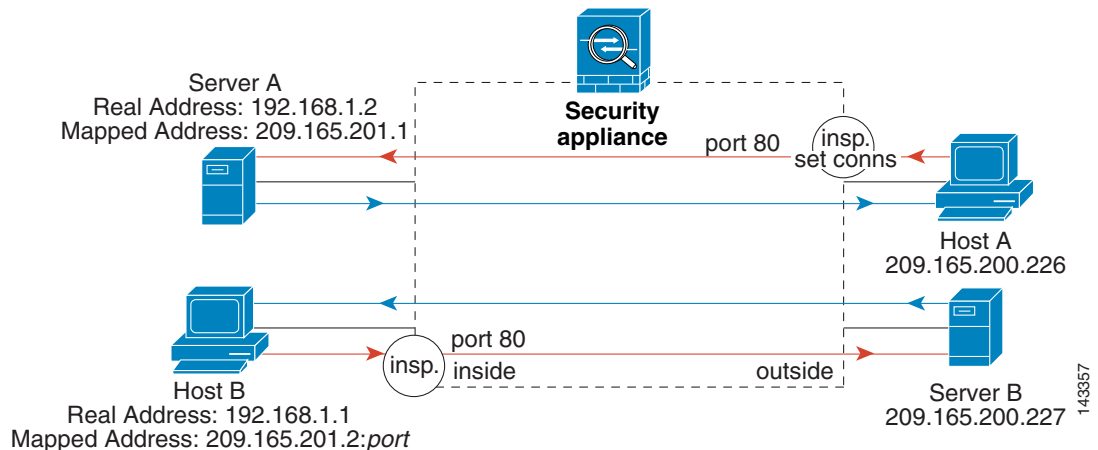 Server A
Real Address: 192.168.1.2
Mapped Address: 209.165.201.1
Security
appliance
port 80
insp.
set conns
Host A
209.165.200.226
port 80
insp.
inside
outside
Host B
Real Address: 192.168.1.1
Mapped Address: 209.165.201.2:port
Server B
209.165.200.227
143357